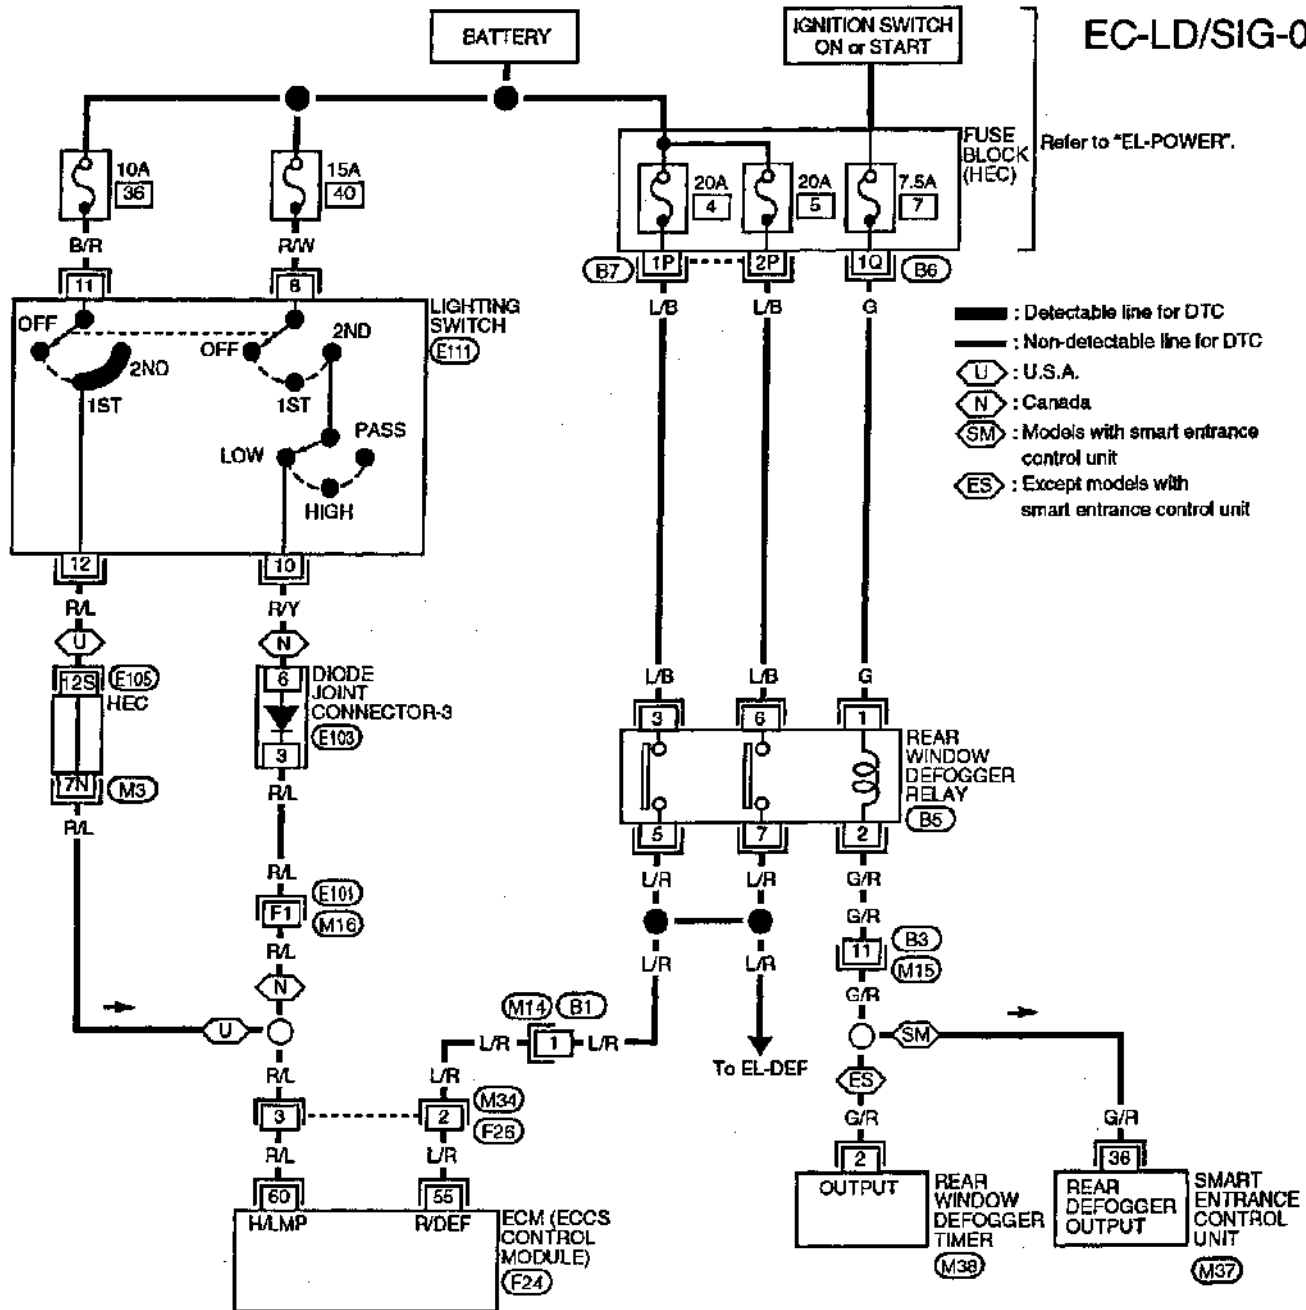 EC-LD/SIG-0
BATTERY
IGNITION SWITCH
ON or START
FUSE
BLOCK
(HEC)
Refer to "EL-POWER".
10A
36
15A
40
20A
4
20A
5
7.5A
7
B/R
R/W
B7
1P
2P
1Q
B6
11
8
L/B
L/B
G
LIGHTING
SWITCH
E111
OFF
2ND
1ST
OFF
2ND
1ST
LOW
PASS
HIGH
: Detectable line for DTC
: Non-detectable line for DTC
U : U.S.A.
N : Canada
SM : Models with smart entrance
control unit
ES : Except models with
smart entrance control unit
12
10
R/L
R/Y
U
N
12S
E105
HEC
7N
M3
R/L
6
DIODE
JOINT
CONNECTOR-3
E103
3
R/L
L/B
L/B
G
3
6
1
REAR
WINDOW
DEFOGGER
RELAY
B5
5
7
2
R/L
E101
F1
M16
R/L
N
U
L/R
L/R
G/R
G/R
L/R
L/R
11
B3
M15
G/R
M14
B1
L/R
1
L/R
To EL-DEF
SM
ES
R/L
L/R
3
2
M34
F26
R/L
L/R
G/R
G/R
60
55
H/LMP
R/DEF
ECM (ECCS
CONTROL
MODULE)
F24
2
OUTPUT
REAR
WINDOW
DEFOGGER
TIMER
M38
36
REAR
DEFOGGER
OUTPUT
SMART
ENTRANCE
CONTROL
UNIT
M37